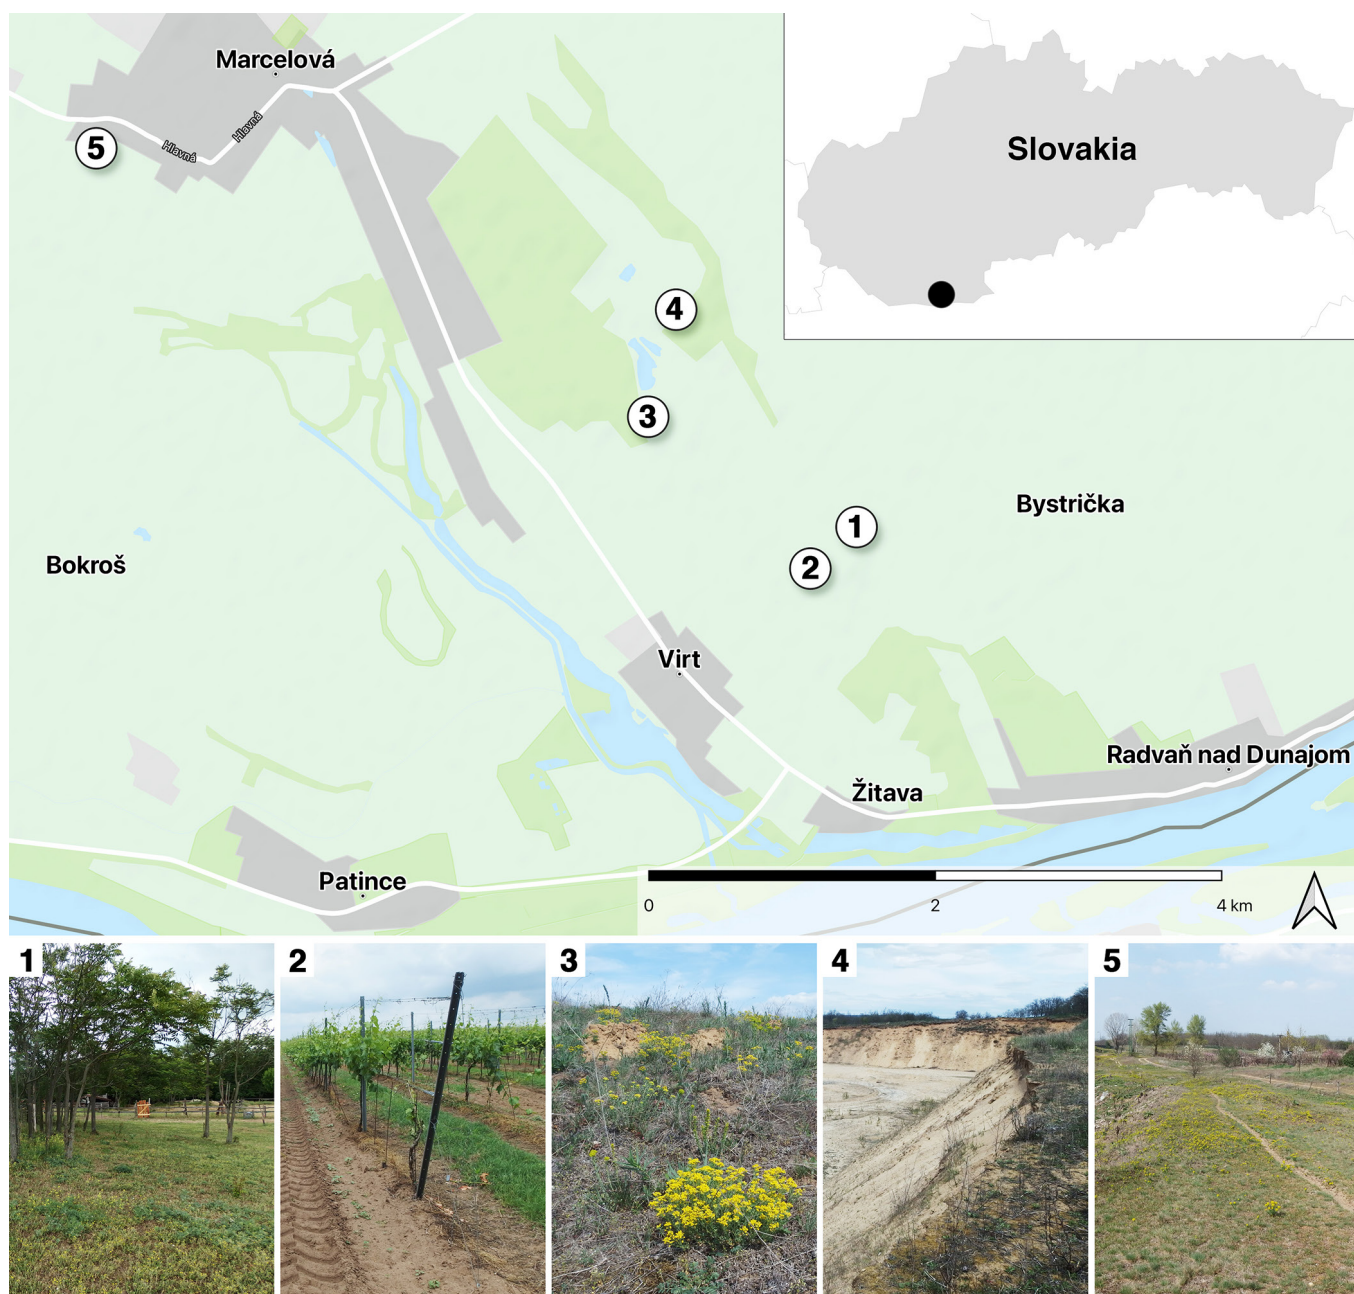 Marcelová
Slovakia
Hlavná
Hlavná
5
4
3
Bystrička
1
2
Bokroš
Virt
Radvaň nad Dunajom
Žitava
Patince
0 2 4 km
1 2 3 4 5